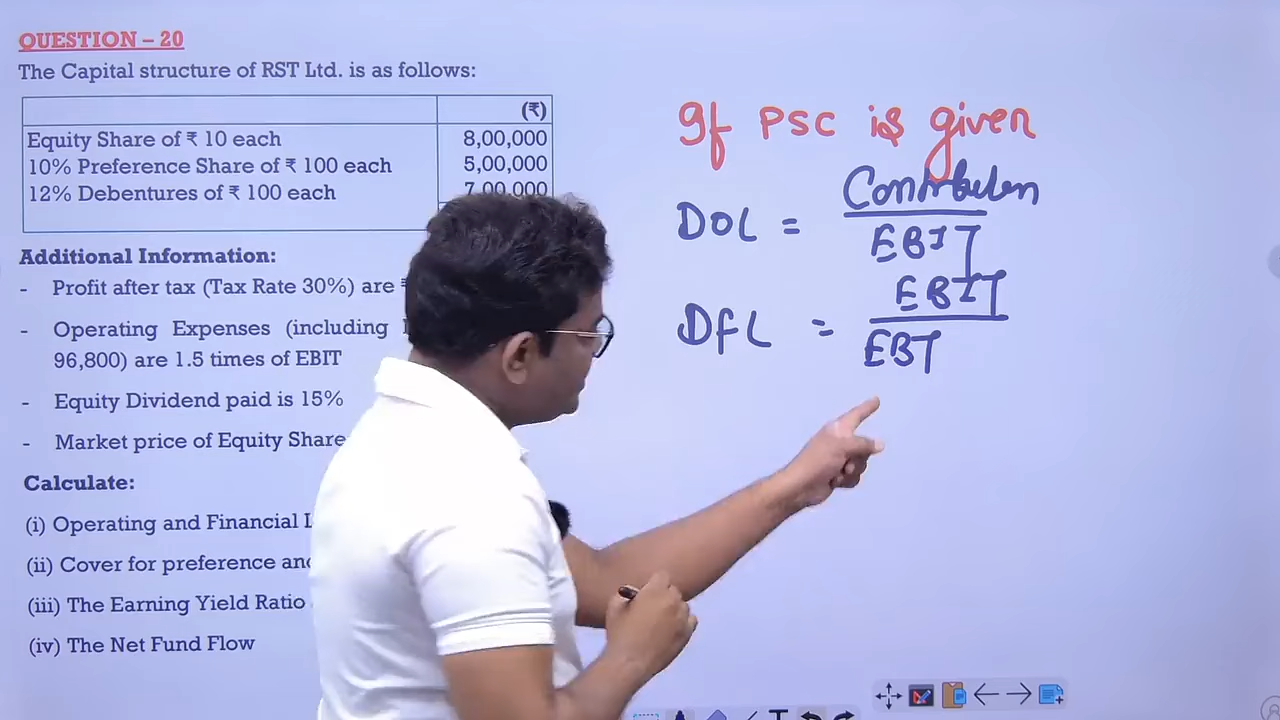 QUESTION – 20
The Capital structure of RST Ltd. is as follows:
(₹)
Equity Share of ₹ 10 each 8,00,000
10% Preference Share of ₹ 100 each 5,00,000
12% Debentures of ₹ 100 each 7,00,000
Additional Information:
- Profit after tax (Tax Rate 30%) are
- Operating Expenses (including
96,800) are 1.5 times of EBIT
- Equity Dividend paid is 15%
- Market price of Equity Share
Calculate:
(i) Operating and Financial
(ii) Cover for preference
(iii) The Earning Yield Ratio
(iv) The Net Fund Flow
If PSC is given
DOL =
EBIT
DFL = EBIT
EBT